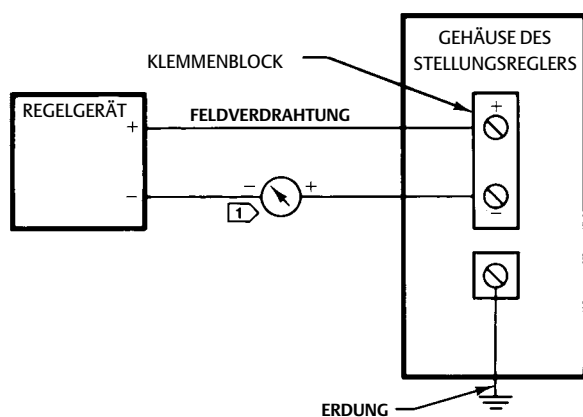 GEHÄUSE DES
STELLUNGSREGLERS
KLEMMENBLOCK
REGELGERÄT
FELDVERDRAHTUNG
+
+
−
− +
−
1
ERDUNG